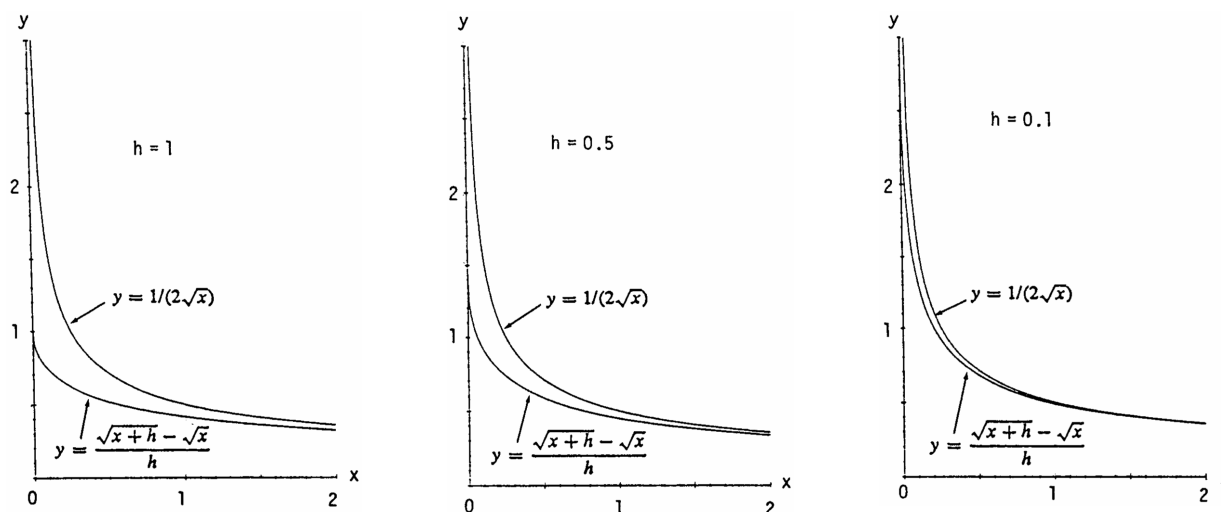 y
h = 1
2
y = 1/(2√x)
1
y = (√(x + h) − √x)/h
x
0 1 2
y
h = 0.5
2
y = 1/(2√x)
1
y = (√(x + h) − √x)/h
x
0 1 2
y
h = 0.1
2
y = 1/(2√x)
1
y = (√(x + h) − √x)/h
x
0 1 2